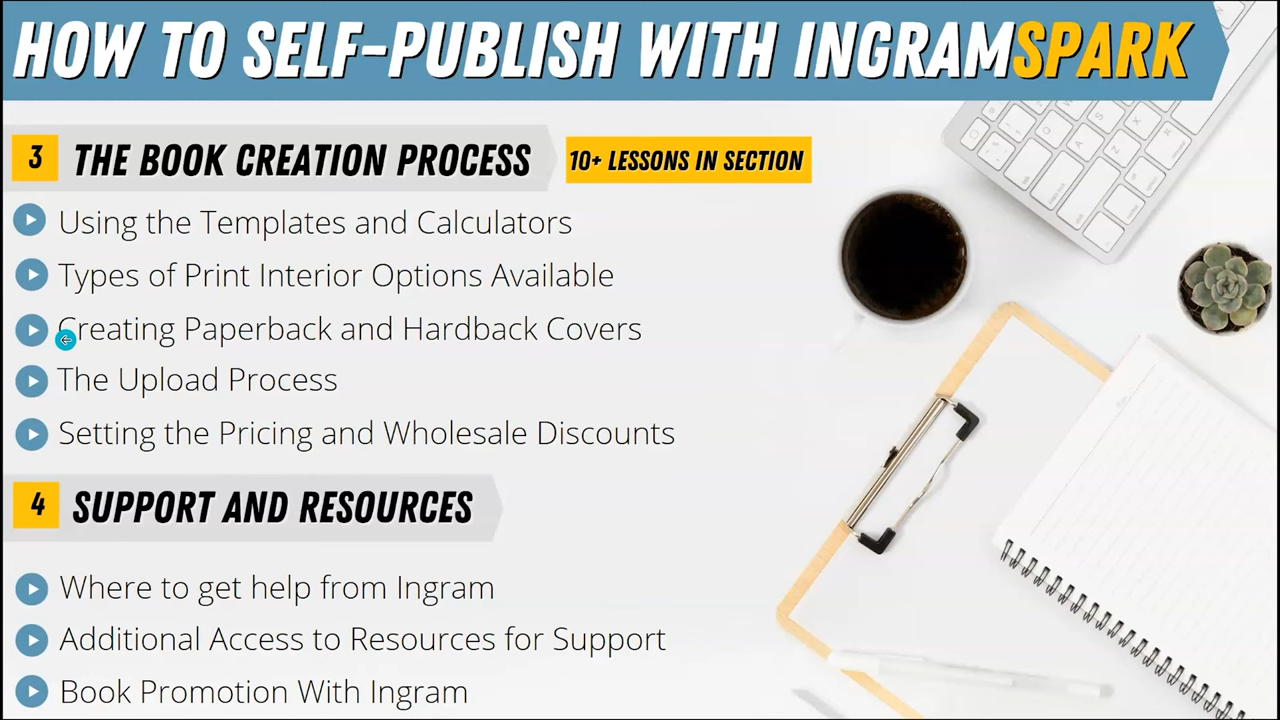 HOW TO SELF-PUBLISH WITH INGRAMSPARK
3 THE BOOK CREATION PROCESS 10+ LESSONS IN SECTION
Using the Templates and Calculators
Types of Print Interior Options Available
Creating Paperback and Hardback Covers
The Upload Process
Setting the Pricing and Wholesale Discounts
4 SUPPORT AND RESOURCES
Where to get help from Ingram
Additional Access to Resources for Support
Book Promotion With Ingram